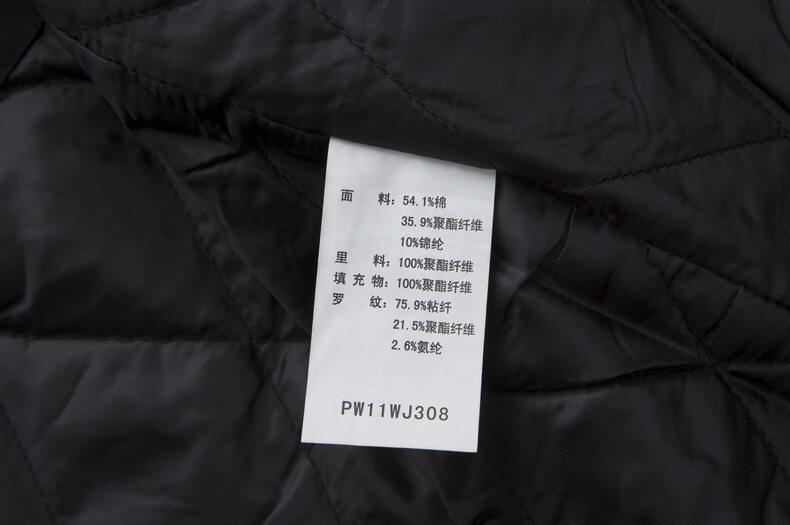 面 料：54.1%棉
35.9%聚酯纤维
10%锦纶
里 料：100%聚酯纤维
填充物：100%聚酯纤维
罗 纹：75.9%粘纤
21.5%聚酯纤维
2.6%氨纶
PW11WJ308